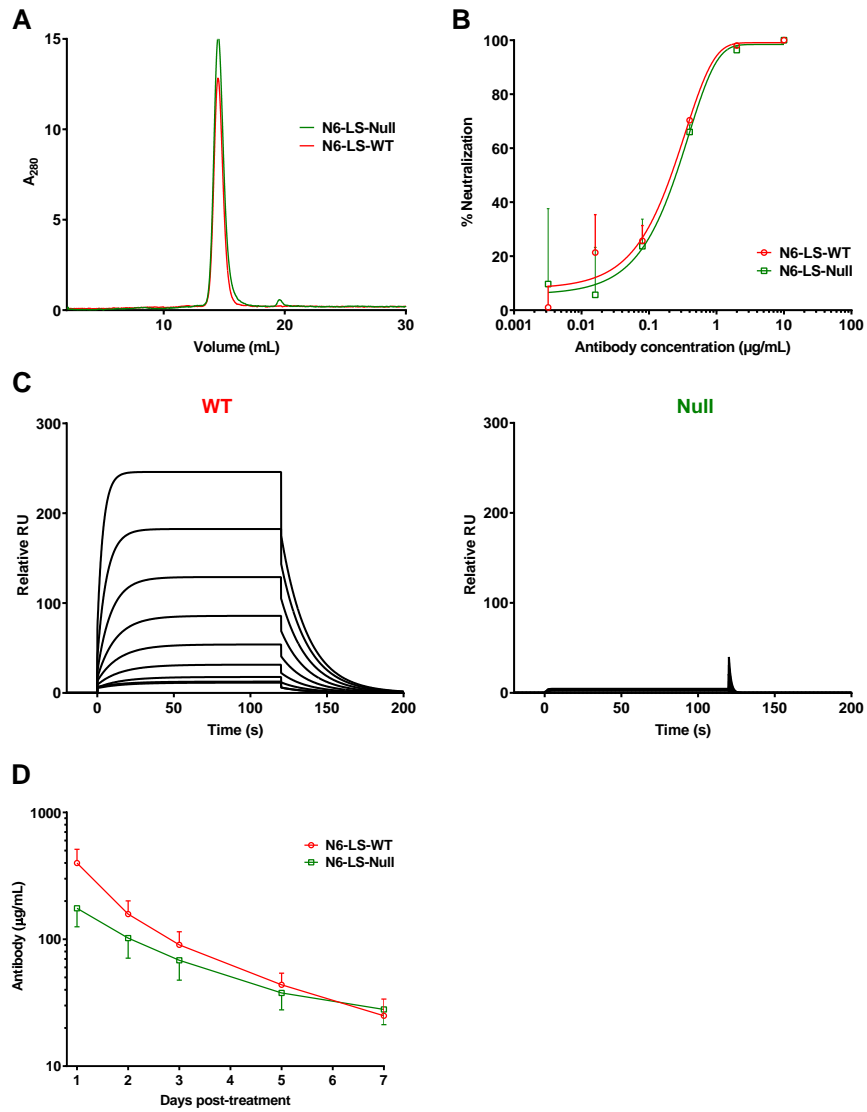 A
15
10
5
0
A280
10
20
30
Volume (mL)
N6-LS-Null
N6-LS-WT
B
100
80
60
40
20
0
% Neutralization
0.001
0.01
0.1
1
10
100
Antibody concentration (µg/mL)
N6-LS-WT
N6-LS-Null
C
WT
300
200
100
0
Relative RU
0
50
100
150
200
Time (s)
Null
300
200
100
0
Relative RU
0
50
100
150
200
Time (s)
D
1000
100
10
Antibody (µg/mL)
1
2
3
4
5
7
Days post-treatment
N6-LS-WT
N6-LS-Null